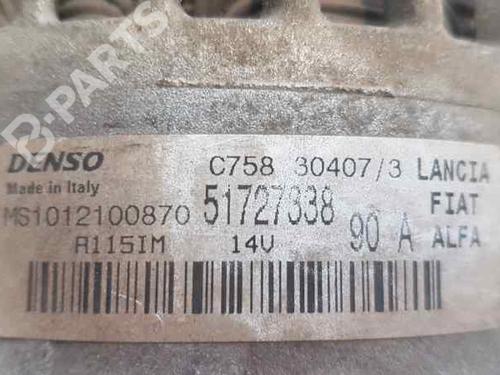 B-PARTS
DENSO
Made in Italy
C758 30407/3 LANCIA
MS1012100870 51727338 FIAT
A115IM 14V 90 A ALFA